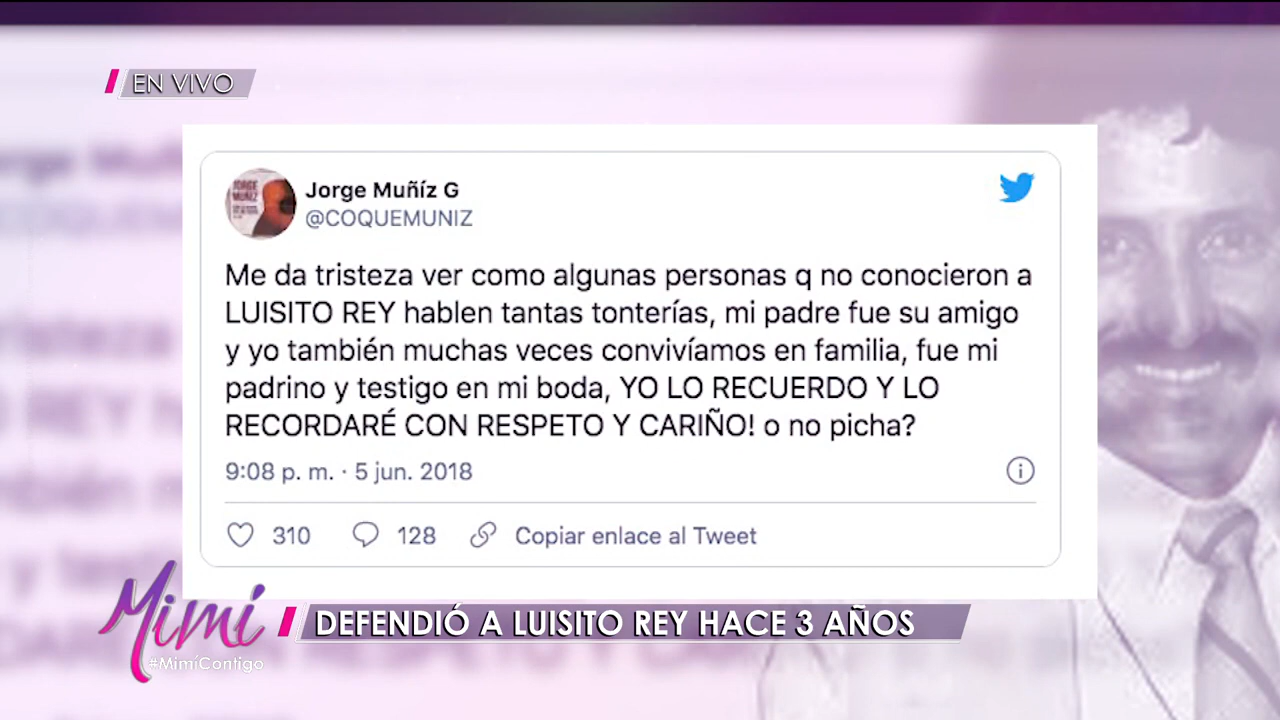 EN VIVO
JORGE
MUÑIZ
Jorge Muñíz G
@COQUEMUNIZ
Me da tristeza ver como algunas personas q no conocieron a
LUISITO REY hablen tantas tonterías, mi padre fue su amigo
y yo también muchas veces convivíamos en familia, fue mi
padrino y testigo en mi boda, YO LO RECUERDO Y LO
RECORDARÉ CON RESPETO Y CARIÑO! o no picha?
9:08 p. m. · 5 jun. 2018
310 128 Copiar enlace al Tweet
Mimí
#MimíContigo
DEFENDIÓ A LUISITO REY HACE 3 AÑOS